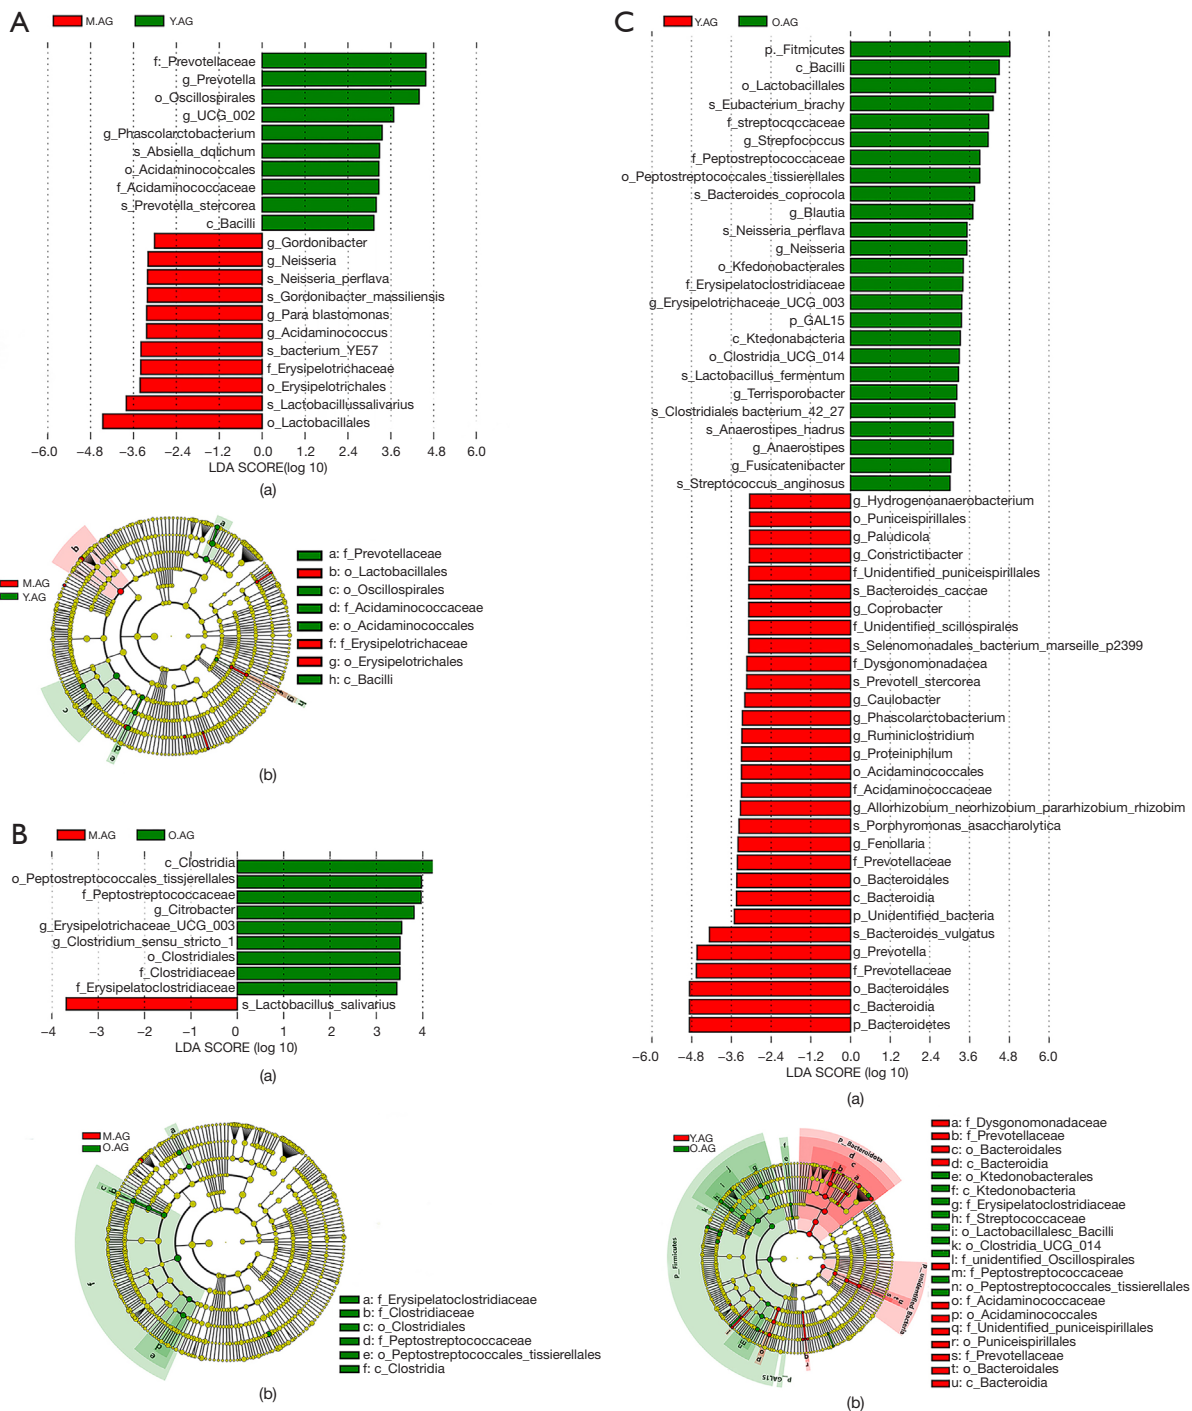 A
M.AG
Y.AG
f:_Prevotellaceae
g_Prevotella
o_Oscillospirales
g_UCG_002
g_Phascolarctobacterium
s_Absiella_dqlichum
o_Acidaminococcales
f_Acidaminococcaceae
s_Prevotella_stercorea
c_Bacilli
g_Gordonibacter
g_Neisseria
s_Neisseria_perflava
s_Gordonibacter_massiliensis
g_Para blastomonas
g_Acidaminococcus
s_bacterium_YE57
f_Erysipelotrichaceae
o_Erysipelotrichales
s_Lactobacillussalivarius
o_Lactobacillales
−6.0 −4.8 −3.6 −2.4 −1.2 0.0 1.2 2.4 3.6 4.8 6.0
LDA SCORE(log 10)
(a)
M.AG
Y.AG
a
b
c
d
e
f
g
h
a: f_Prevotellaceae
b: o_Lactobacillales
c: o_Oscillospirales
d: f_Acidaminococcaceae
e: o_Acidaminococcales
f: f_Erysipelotrichaceae
g: o_Erysipelotrichales
h: c_Bacilli
(b)
B
M.AG
O.AG
c_Clostridia
o_Peptostreptococcales_tissjerellales
f_Peptostreptococcaceae
g_Citrobacter
g_Erysipelotrichaceae_UCG_003
g_Clostridium_sensu_stricto_1
o_Clostridiales
f_Clostridiaceae
f_Erysipelatoclostridiaceae
s_Lactobacillus_salivarius
−4 −3 −2 −1 0 1 2 3 4
LDA SCORE (log 10)
(a)
M.AG
O.AG
a
b
c
d
e
f
a: f_Erysipelatoclostridiaceae
b: f_Clostridiaceae
c: o_Clostridiales
d: f_Peptostreptococcaceae
e: o_Peptostreptococcales_tissierellales
f: c_Clostridia
(b)
C
Y.AG
O.AG
p._Fitmicutes
c_Bacilli
o_Lactobacillales
s_Eubacterium_brachy
f_streptocqccaceae
g_Strepfococcus
f_Peptostreptococcaceae
o_Peptostreptococcales_tissierellales
s_Bacteroides_coprocola
g_Blautia
s_Neisseria_perflava
g_Neisseria
o_Kfedonobacterales
f_Erysipelatoclostridiaceae
g_Erysipelotrichaceae_UCG_003
p_GAL15
c_Ktedonabacteria
o_Clostridia_UCG_014
s_Lactobacillus_fermentum
g_Terrisporobacter
s_Clostridiales bacterium_42_27
s_Anaerostipes_hadrus
g_Anaerostipes
g_Fusicatenibacter
s_Streptococcus_anginosus
g_Hydrogenoanaerobacterium
o_Puniceispirillales
g_Paludicola
g_Constrictibacter
f_Unidentified_puniceispirillales
s_Bacteroides_caccae
g_Coprobacter
f_Unidentified_scillospirales
s_Selenomonadales_bacterium_marseille_p2399
f_Dysgonomonadacea
s_Prevotell_stercorea
g_Caulobacter
g_Phascolarctobacterium
g_Ruminiclostridium
g_Proteiniphilum
o_Acidaminococcales
f_Acidaminococcaceae
g_Allorhizobium_neorhizobium_pararhizobium_rhizobim
s_Porphyromonas_asaccharolytica
g_Fenollaria
f_Prevotellaceae
o_Bacteroidales
c_Bacteroidia
p_Unidentified_bacteria
s_Bacteroides_vulgatus
g_Prevotella
f_Prevotellaceae
o_Bacteroidales
c_Bacteroidia
p_Bacteroidetes
−6.0 −4.8 −3.6 −2.4 −1.2 0.0 1.2 2.4 3.6 4.8 6.0
LDA SCORE (log 10)
(a)
Y.AG
O.AG
p__Bacteroidota
p__Firmicutes
p__Unidentified_Bacteria
p__GAL15
a: f_Dysgonomonadaceae
b: f_Prevotellaceae
c: o_Bacteroidales
d: c_Bacteroidia
e: o_Ktedonobacterales
f: c_Ktedonobacteria
g: f_Erysipelatoclostridiaceae
h: f_Streptococcaceae
i: o_Lactobacillalesc_Bacilli
k: o_Clostridia_UCG_014
l: f_unidentified_Oscillospirales
m: f_Peptostreptococcaceae
n: o_Peptostreptococcales_tissierellales
o: f_Acidaminococcaceae
p: o_Acidaminococcales
q: f_Unidentified_puniceispirillales
r: o_Puniceispirillales
s: f_Prevotellaceae
t: o_Bacteroidales
u: c_Bacteroidia
(b)